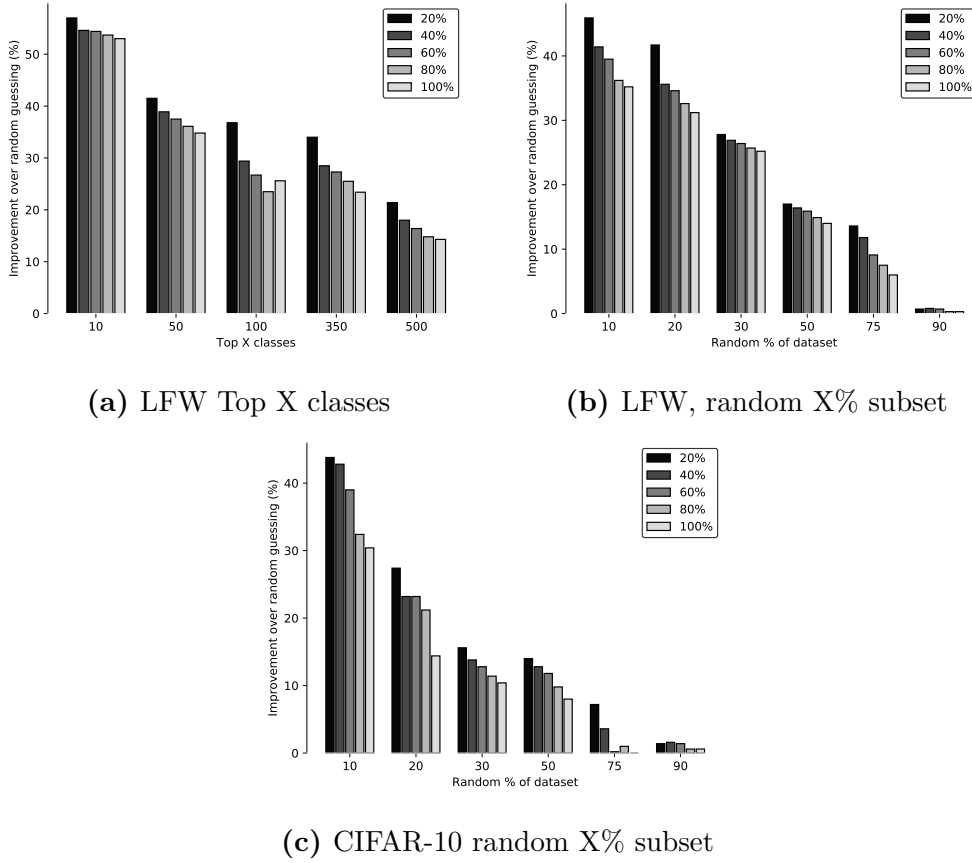 Improvement over random guessing (%)
50
40
30
20
10
0
20%
40%
60%
80%
100%
10 50 100 350 500
Top X classes
(a) LFW Top X classes
Improvement over random guessing (%)
40
30
20
10
0
20%
40%
60%
80%
100%
10 20 30 50 75 90
Random % of dataset
(b) LFW, random X% subset
Improvement over random guessing (%)
40
30
20
10
0
20%
40%
60%
80%
100%
10 20 30 50 75 90
Random % of dataset
(c) CIFAR-10 random X% subset